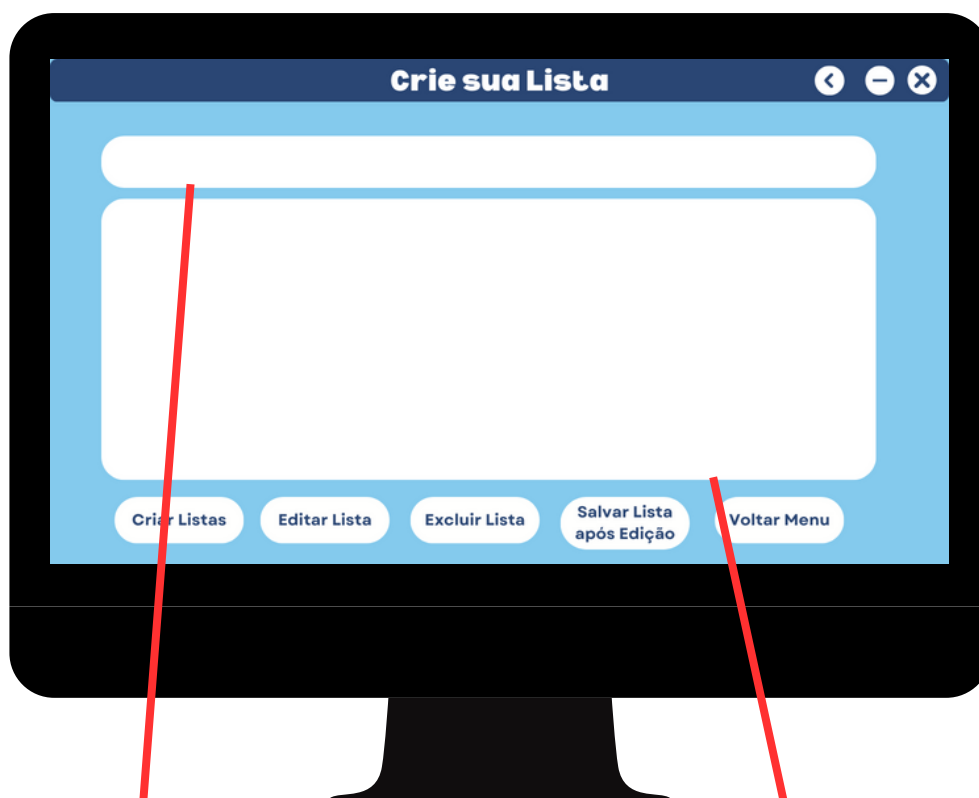 Crie sua Lista
Criar Listas
Editar Lista
Excluir Lista
Salvar Lista
após Edição
Voltar Menu